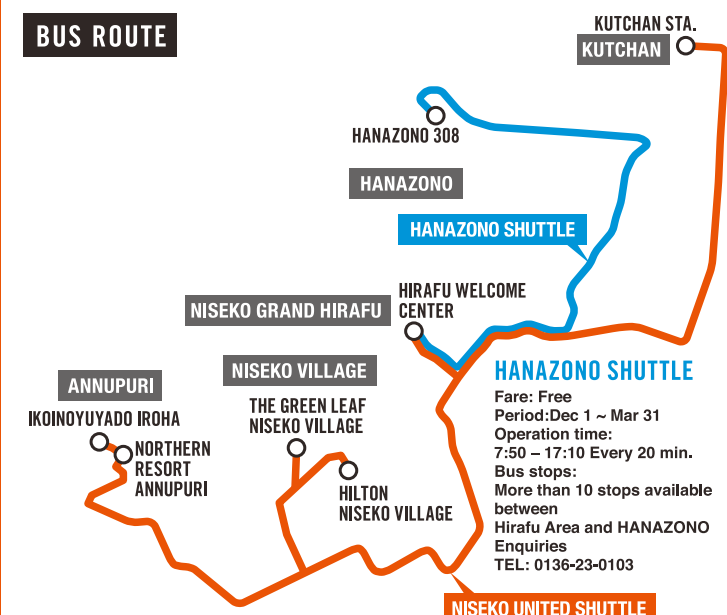 BUS ROUTE
KUTCHAN STA.
KUTCHAN
HANAZONO 308
HANAZONO
HANAZONO SHUTTLE
HIRAFU WELCOME
CENTER
NISEKO GRAND HIRAFU
NISEKO VILLAGE
THE GREEN LEAF
NISEKO VILLAGE
HILTON
NISEKO VILLAGE
ANNUPURI
IKOINOYUYADO IROHA
NORTHERN
RESORT
ANNUPURI
HANAZONO SHUTTLE
Fare: Free
Period:Dec 1 ~ Mar 31
Operation time:
7:50 – 17:10 Every 20 min.
Bus stops:
More than 10 stops available
between
Hirafu Area and HANAZONO
Enquiries
TEL: 0136-23-0103
NISEKO UNITED SHUTTLE